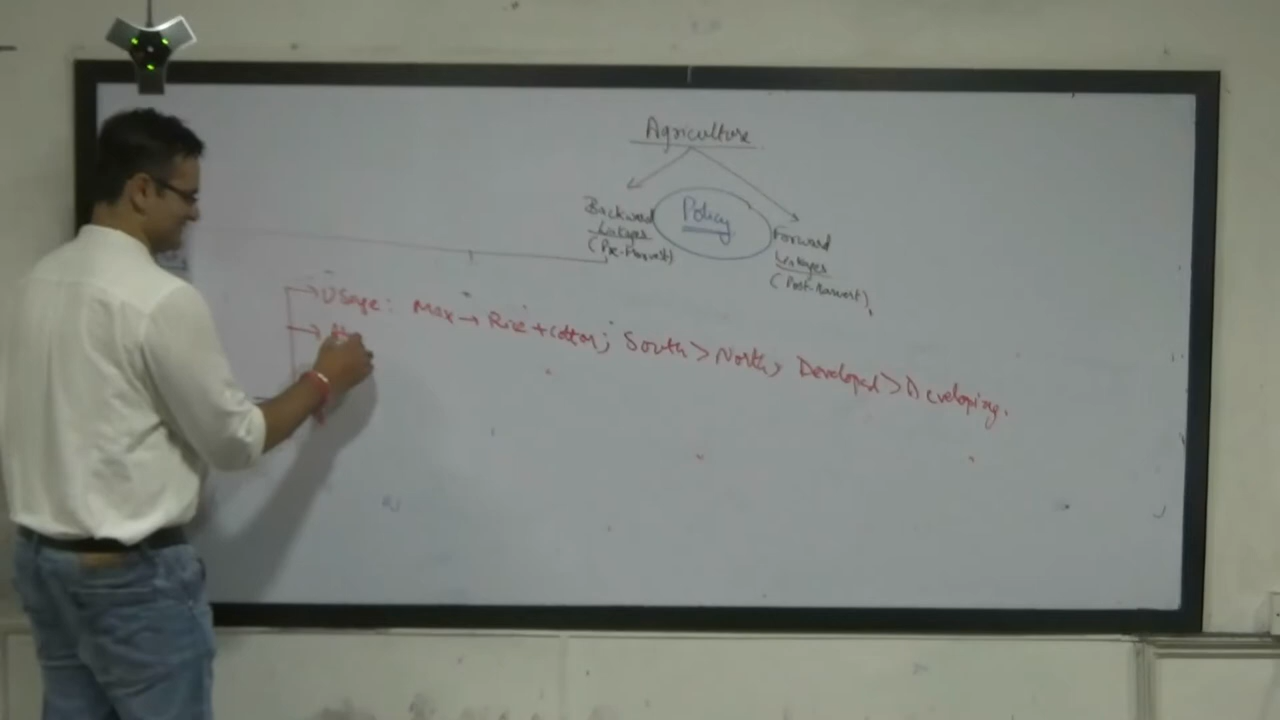 Agriculture
Policy
Backward
Linkages
(Pre-Harvest)
Forward
Linkages
(Post-Harvest)
Usage: Max → Rice + Cotton; South > North, Developed > Developing.